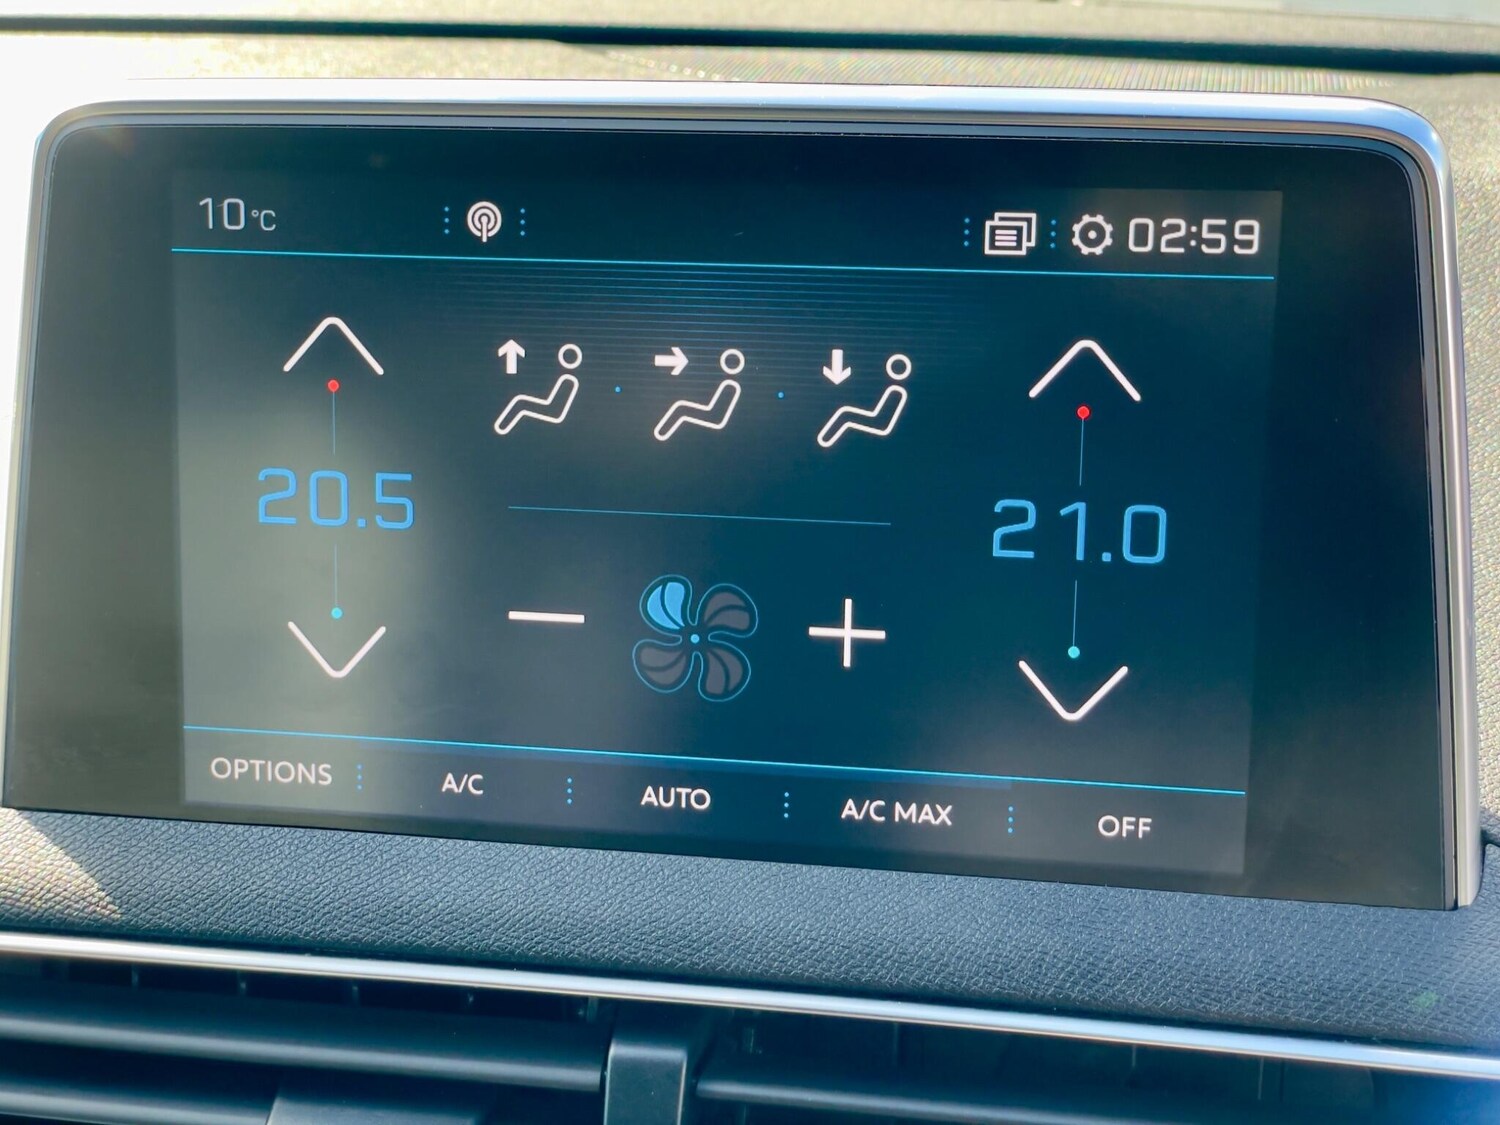 10°C 02:59
20.5 21.0
OPTIONS A/C AUTO A/C MAX OFF